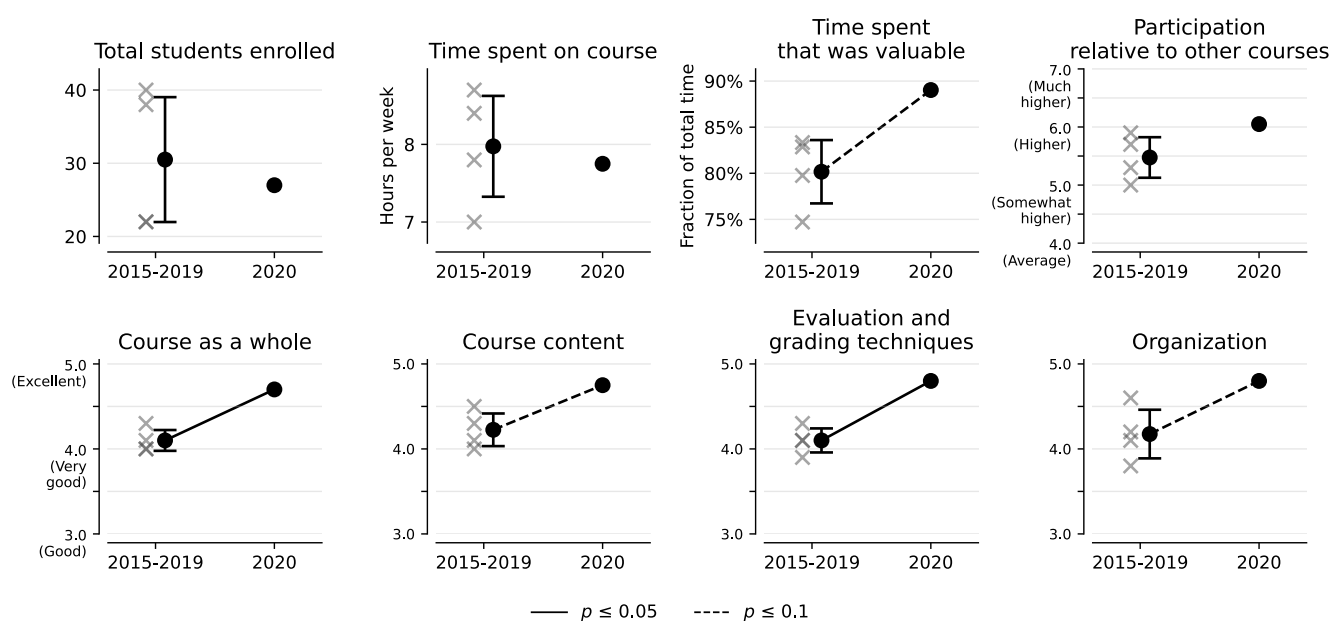 Total students enrolled
40
30
20
2015-2019
2020
Time spent on course
Hours per week
8
7
2015-2019
2020
Time spent
that was valuable
Fraction of total time
90%
85%
80%
75%
2015-2019
2020
Participation
relative to other courses
7.0
(Much
higher)
6.0
(Higher)
5.0
(Somewhat
higher)
4.0
(Average)
2015-2019
2020
Course as a whole
5.0
(Excellent)
4.0
(Very
good)
3.0
(Good)
2015-2019
2020
Course content
5.0
4.0
3.0
2015-2019
2020
Evaluation and
grading techniques
5.0
4.0
3.0
2015-2019
2020
Organization
5.0
4.0
3.0
2015-2019
2020
p ≤ 0.05
p ≤ 0.1